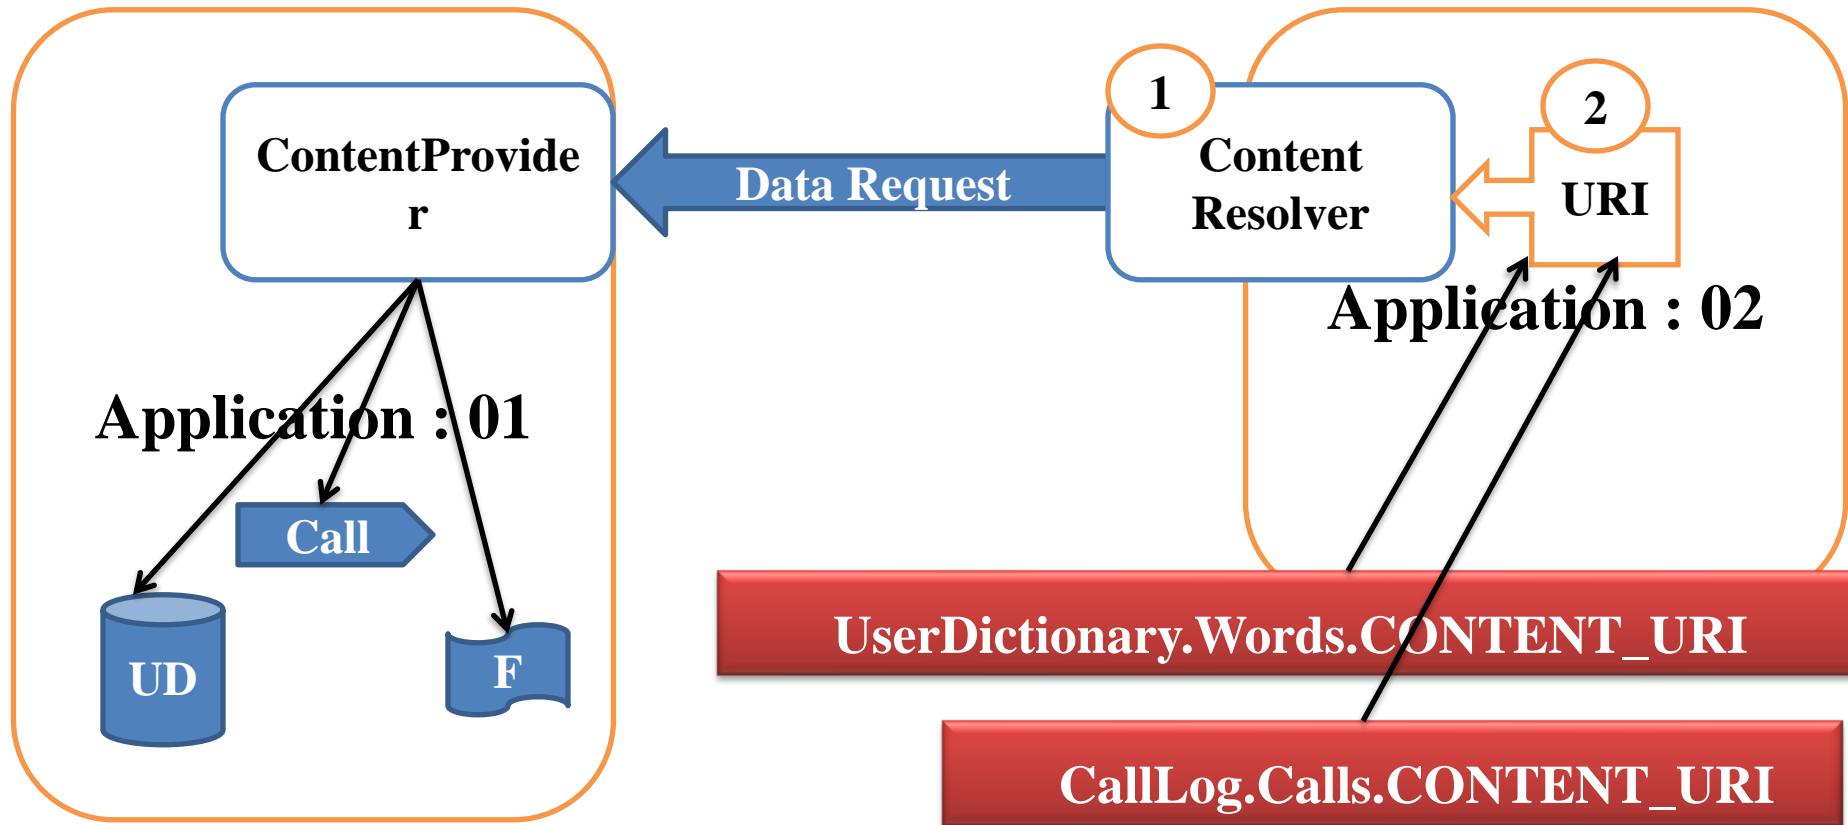 1
2
ContentProvide
r
Data Request
Content
Resolver
URI
Application : 02
Application : 01
Call
UD
F
UserDictionary.Words.CONTENT_URI
CallLog.Calls.CONTENT_URI